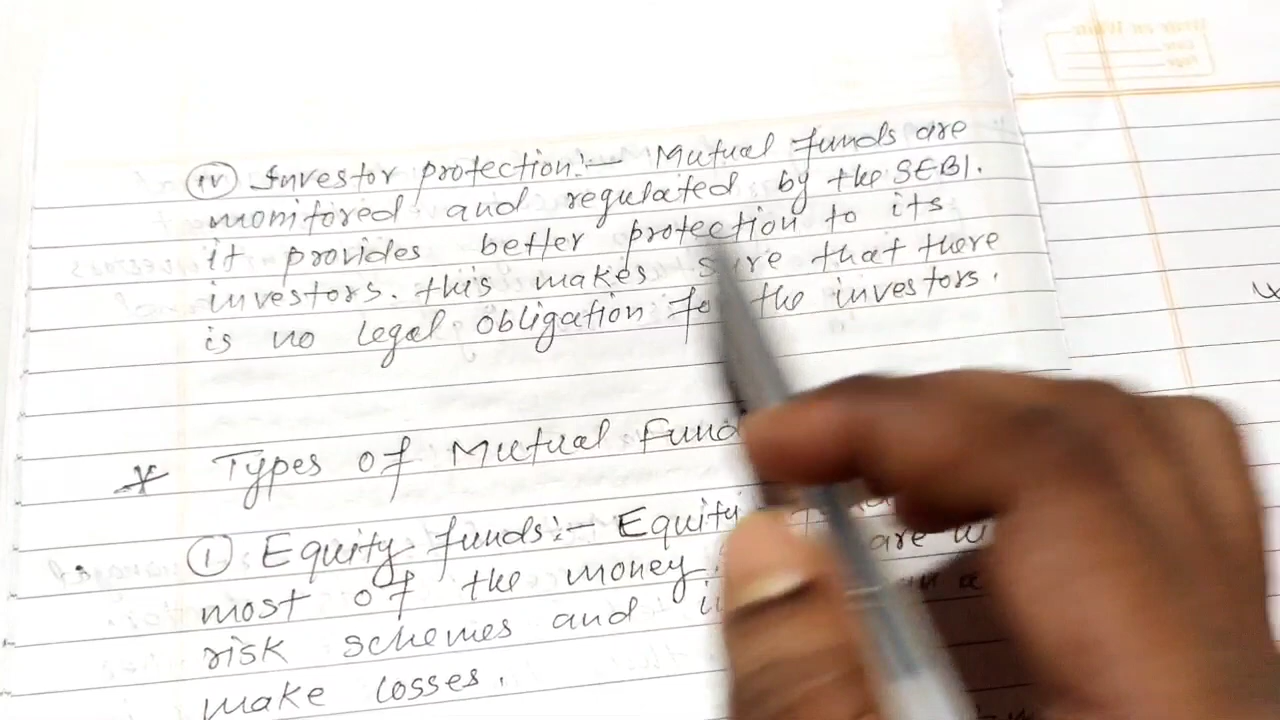 (iv) Investor protection:- Mutual funds are
monitored and regulated by the SEBI.
it provides better protection to its
investors. this makes sure that there
is no legal obligation for the investors.
* Types of Mutual Fund
① Equity funds:- Equity
most of the money. are
risk schemes and
make losses.